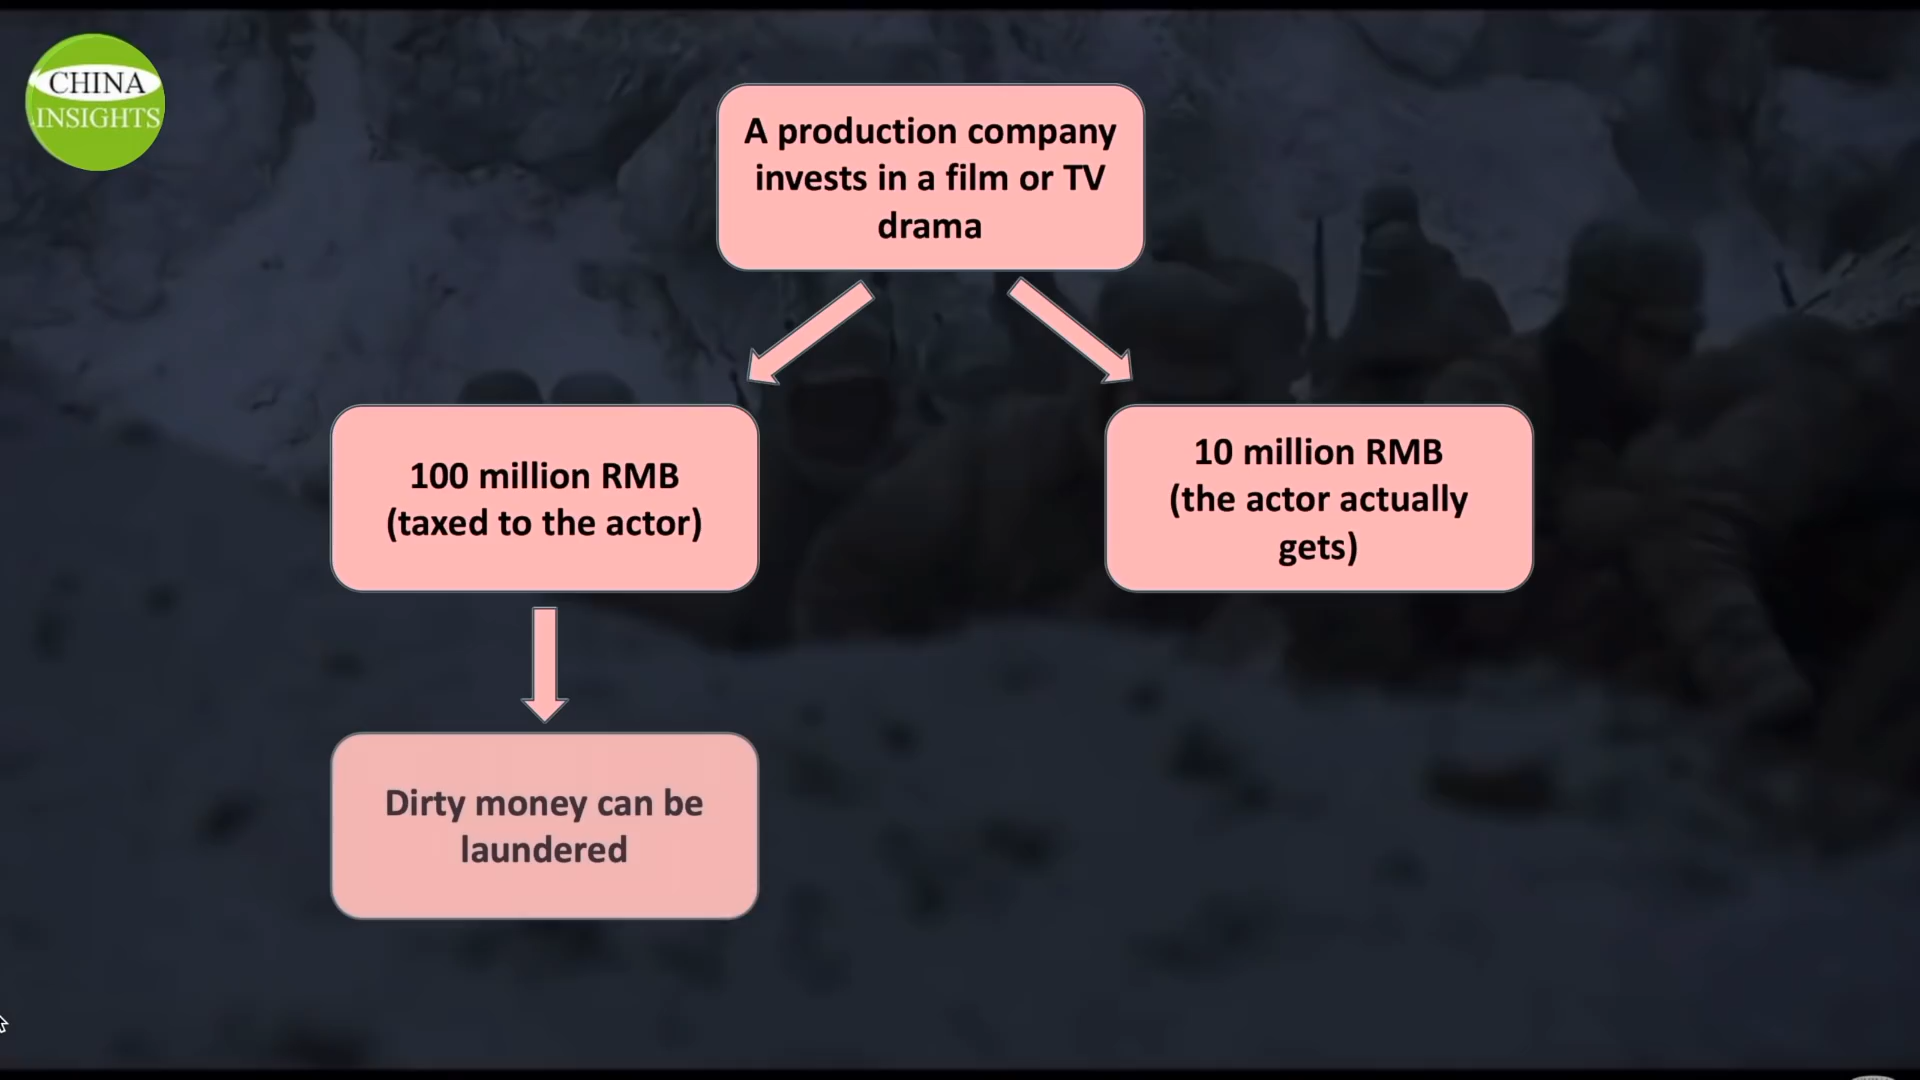 CHINA
INSIGHTS
A production company
invests in a film or TV
drama
100 million RMB
(taxed to the actor)
10 million RMB
(the actor actually
gets)
Dirty money can be
laundered